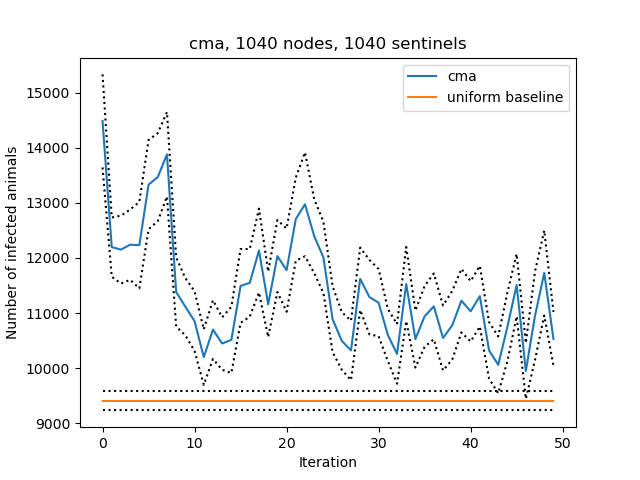 cma, 1040 nodes, 1040 sentinels
cma
uniform baseline
15000
14000
13000
12000
11000
10000
9000
Number of infected animals
0 10 20 30 40 50
Iteration